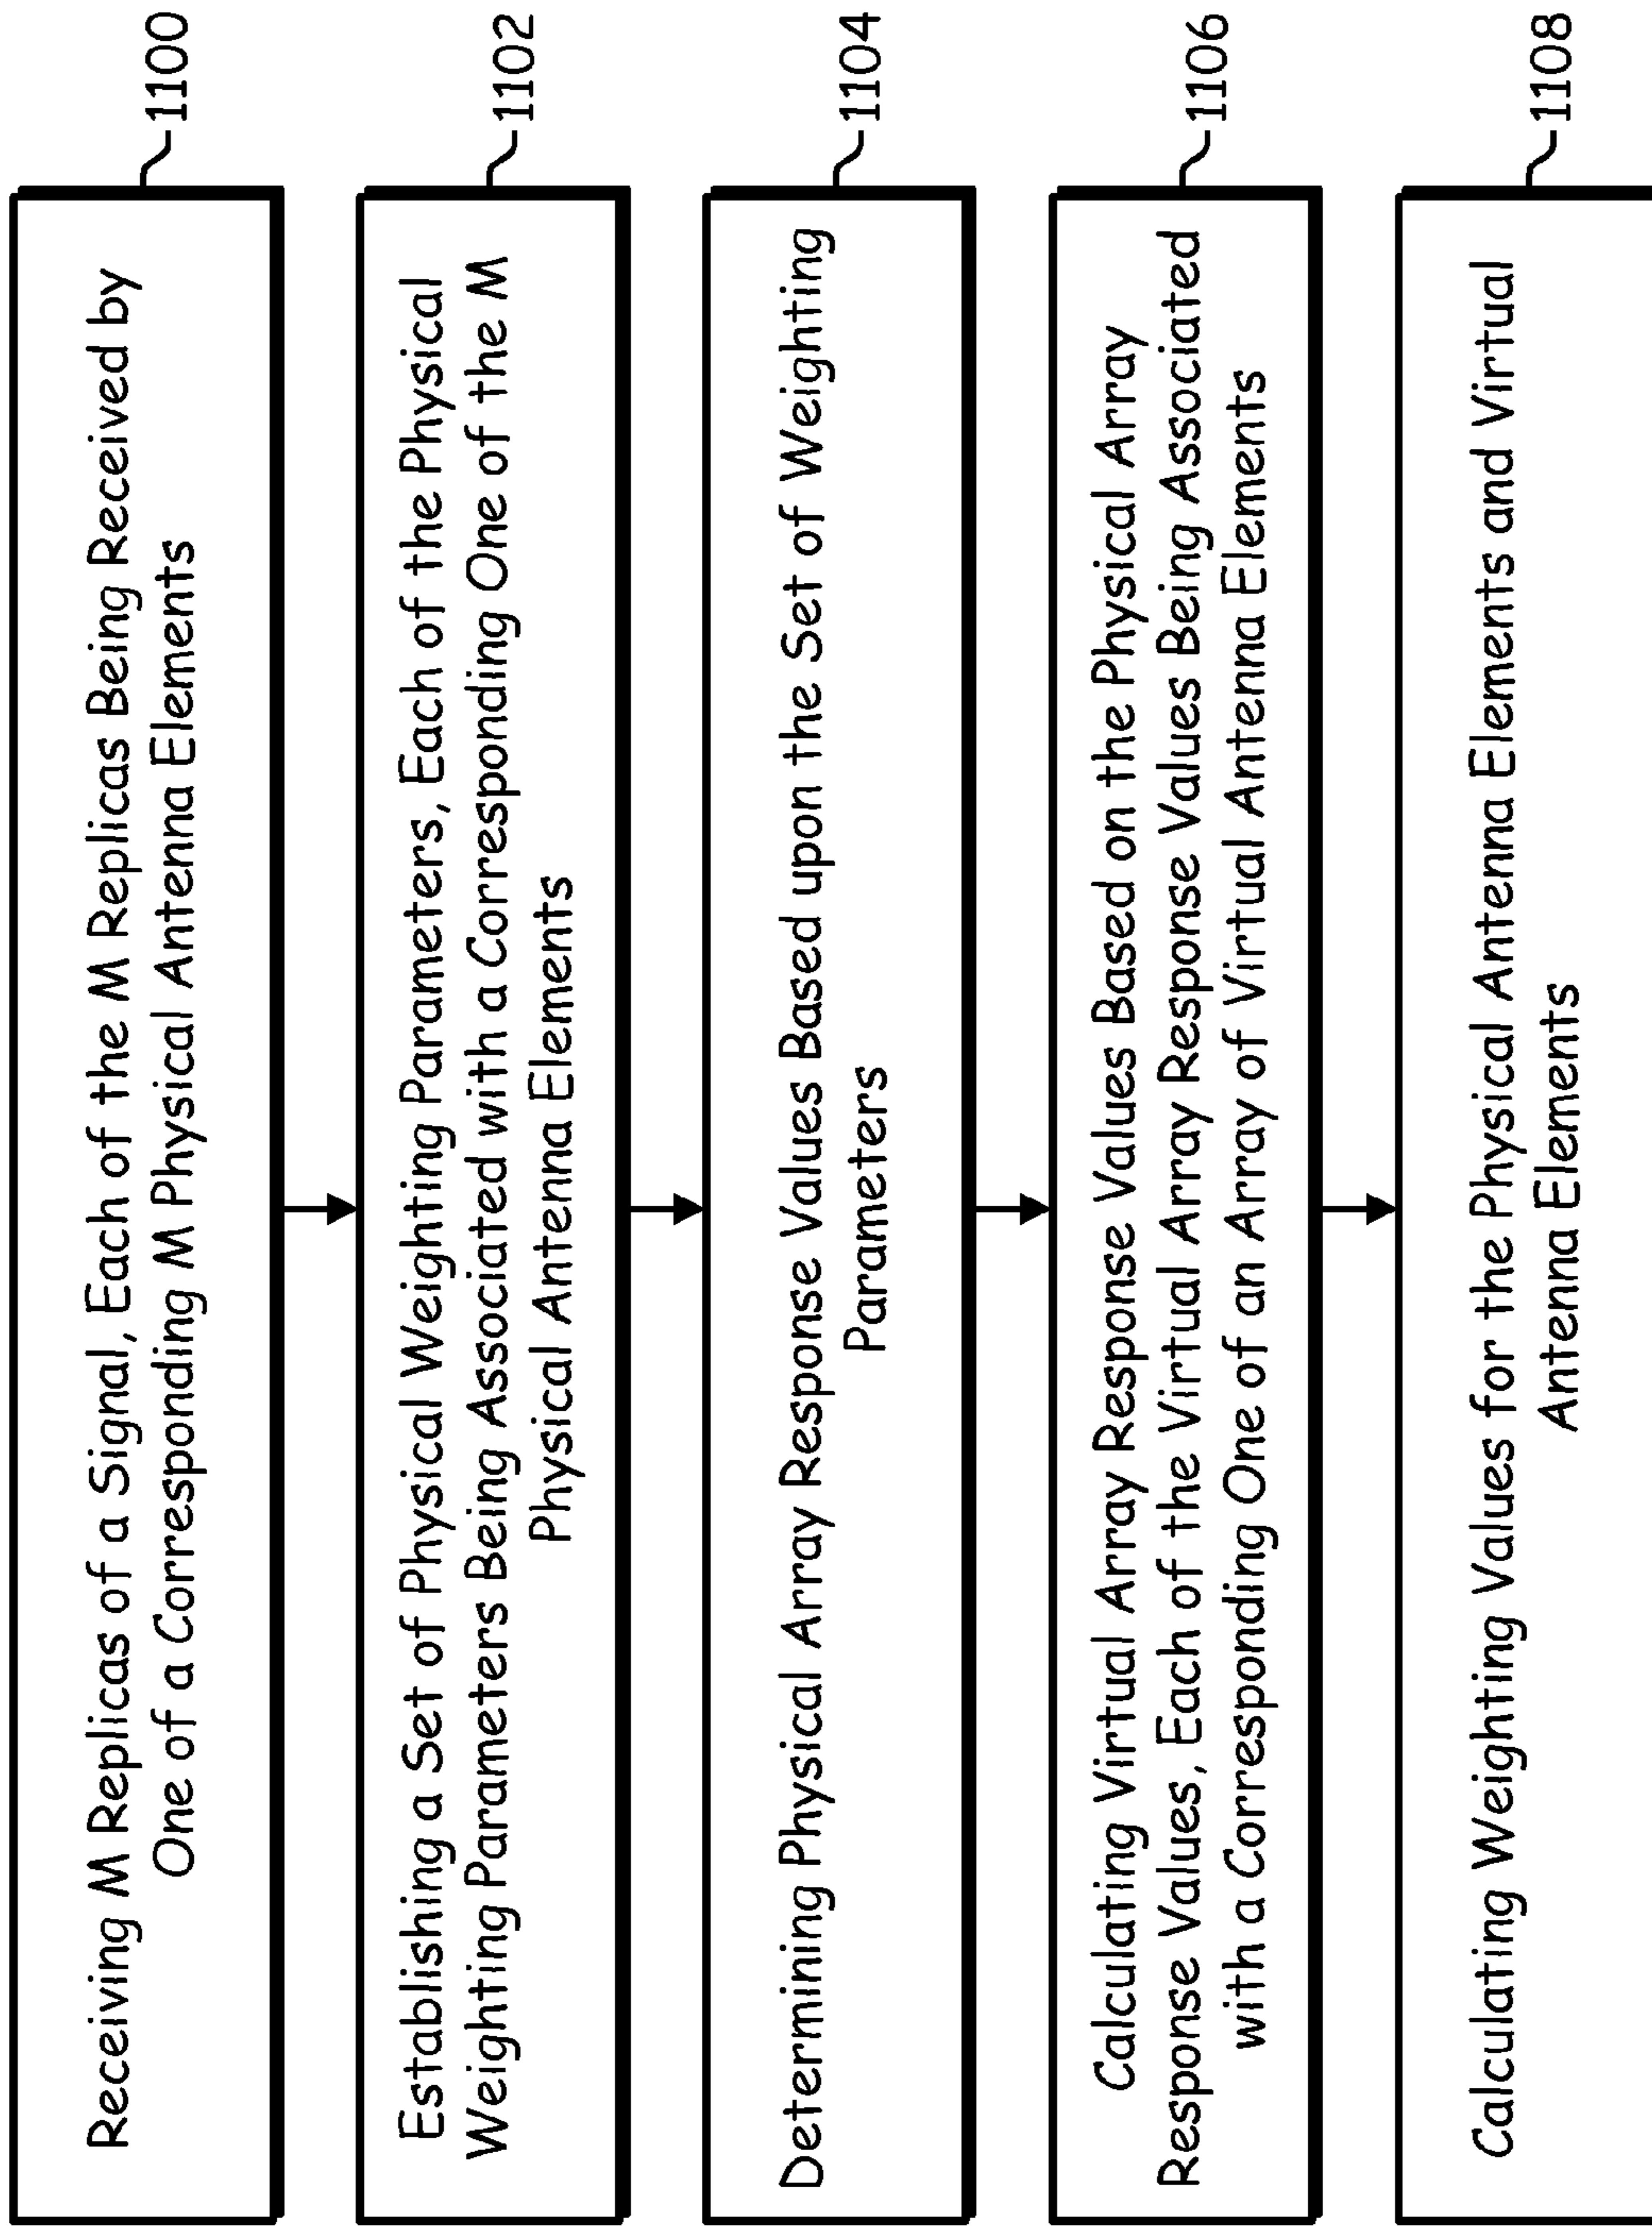 Receiving M Replicas of a Signal, Each of the M Replicas Being Received by
One of a Corresponding M Physical Antenna Elements
1100
Establishing a Set of Physical Weighting Parameters, Each of the Physical
Weighting Parameters Being Associated with a Corresponding One of the M
Physical Antenna Elements
1102
Determining Physical Array Response Values Based upon the Set of Weighting
Parameters
1104
Calculating Virtual Array Response Values Based on the Physical Array
Response Values, Each of the Virtual Array Response Values Being Associated
with a Corresponding One of an Array of Virtual Antenna Elements
1106
Calculating Weighting Values for the Physical Antenna Elements and Virtual
Antenna Elements
1108